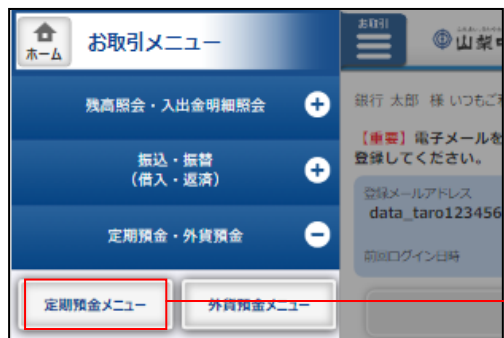 ホーム
お取引メニュー
残高照会・入出金明細照会
振込・振替
(借入・返済)
定期預金・外貨預金
定期預金メニュー
外貨預金メニュー
お取引
山梨
銀行 太郎 様 いつもご
【重要】電子メールを
登録してください。
登録メールアドレス
data_taro123456
前回ログイン日時